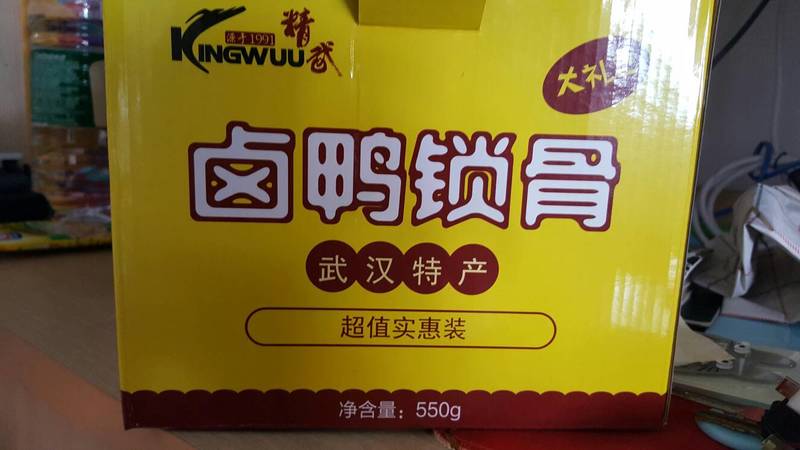 源于1991
KINGWUU
精武
大礼
卤鸭锁骨
武汉特产
超值实惠装
净含量：550g